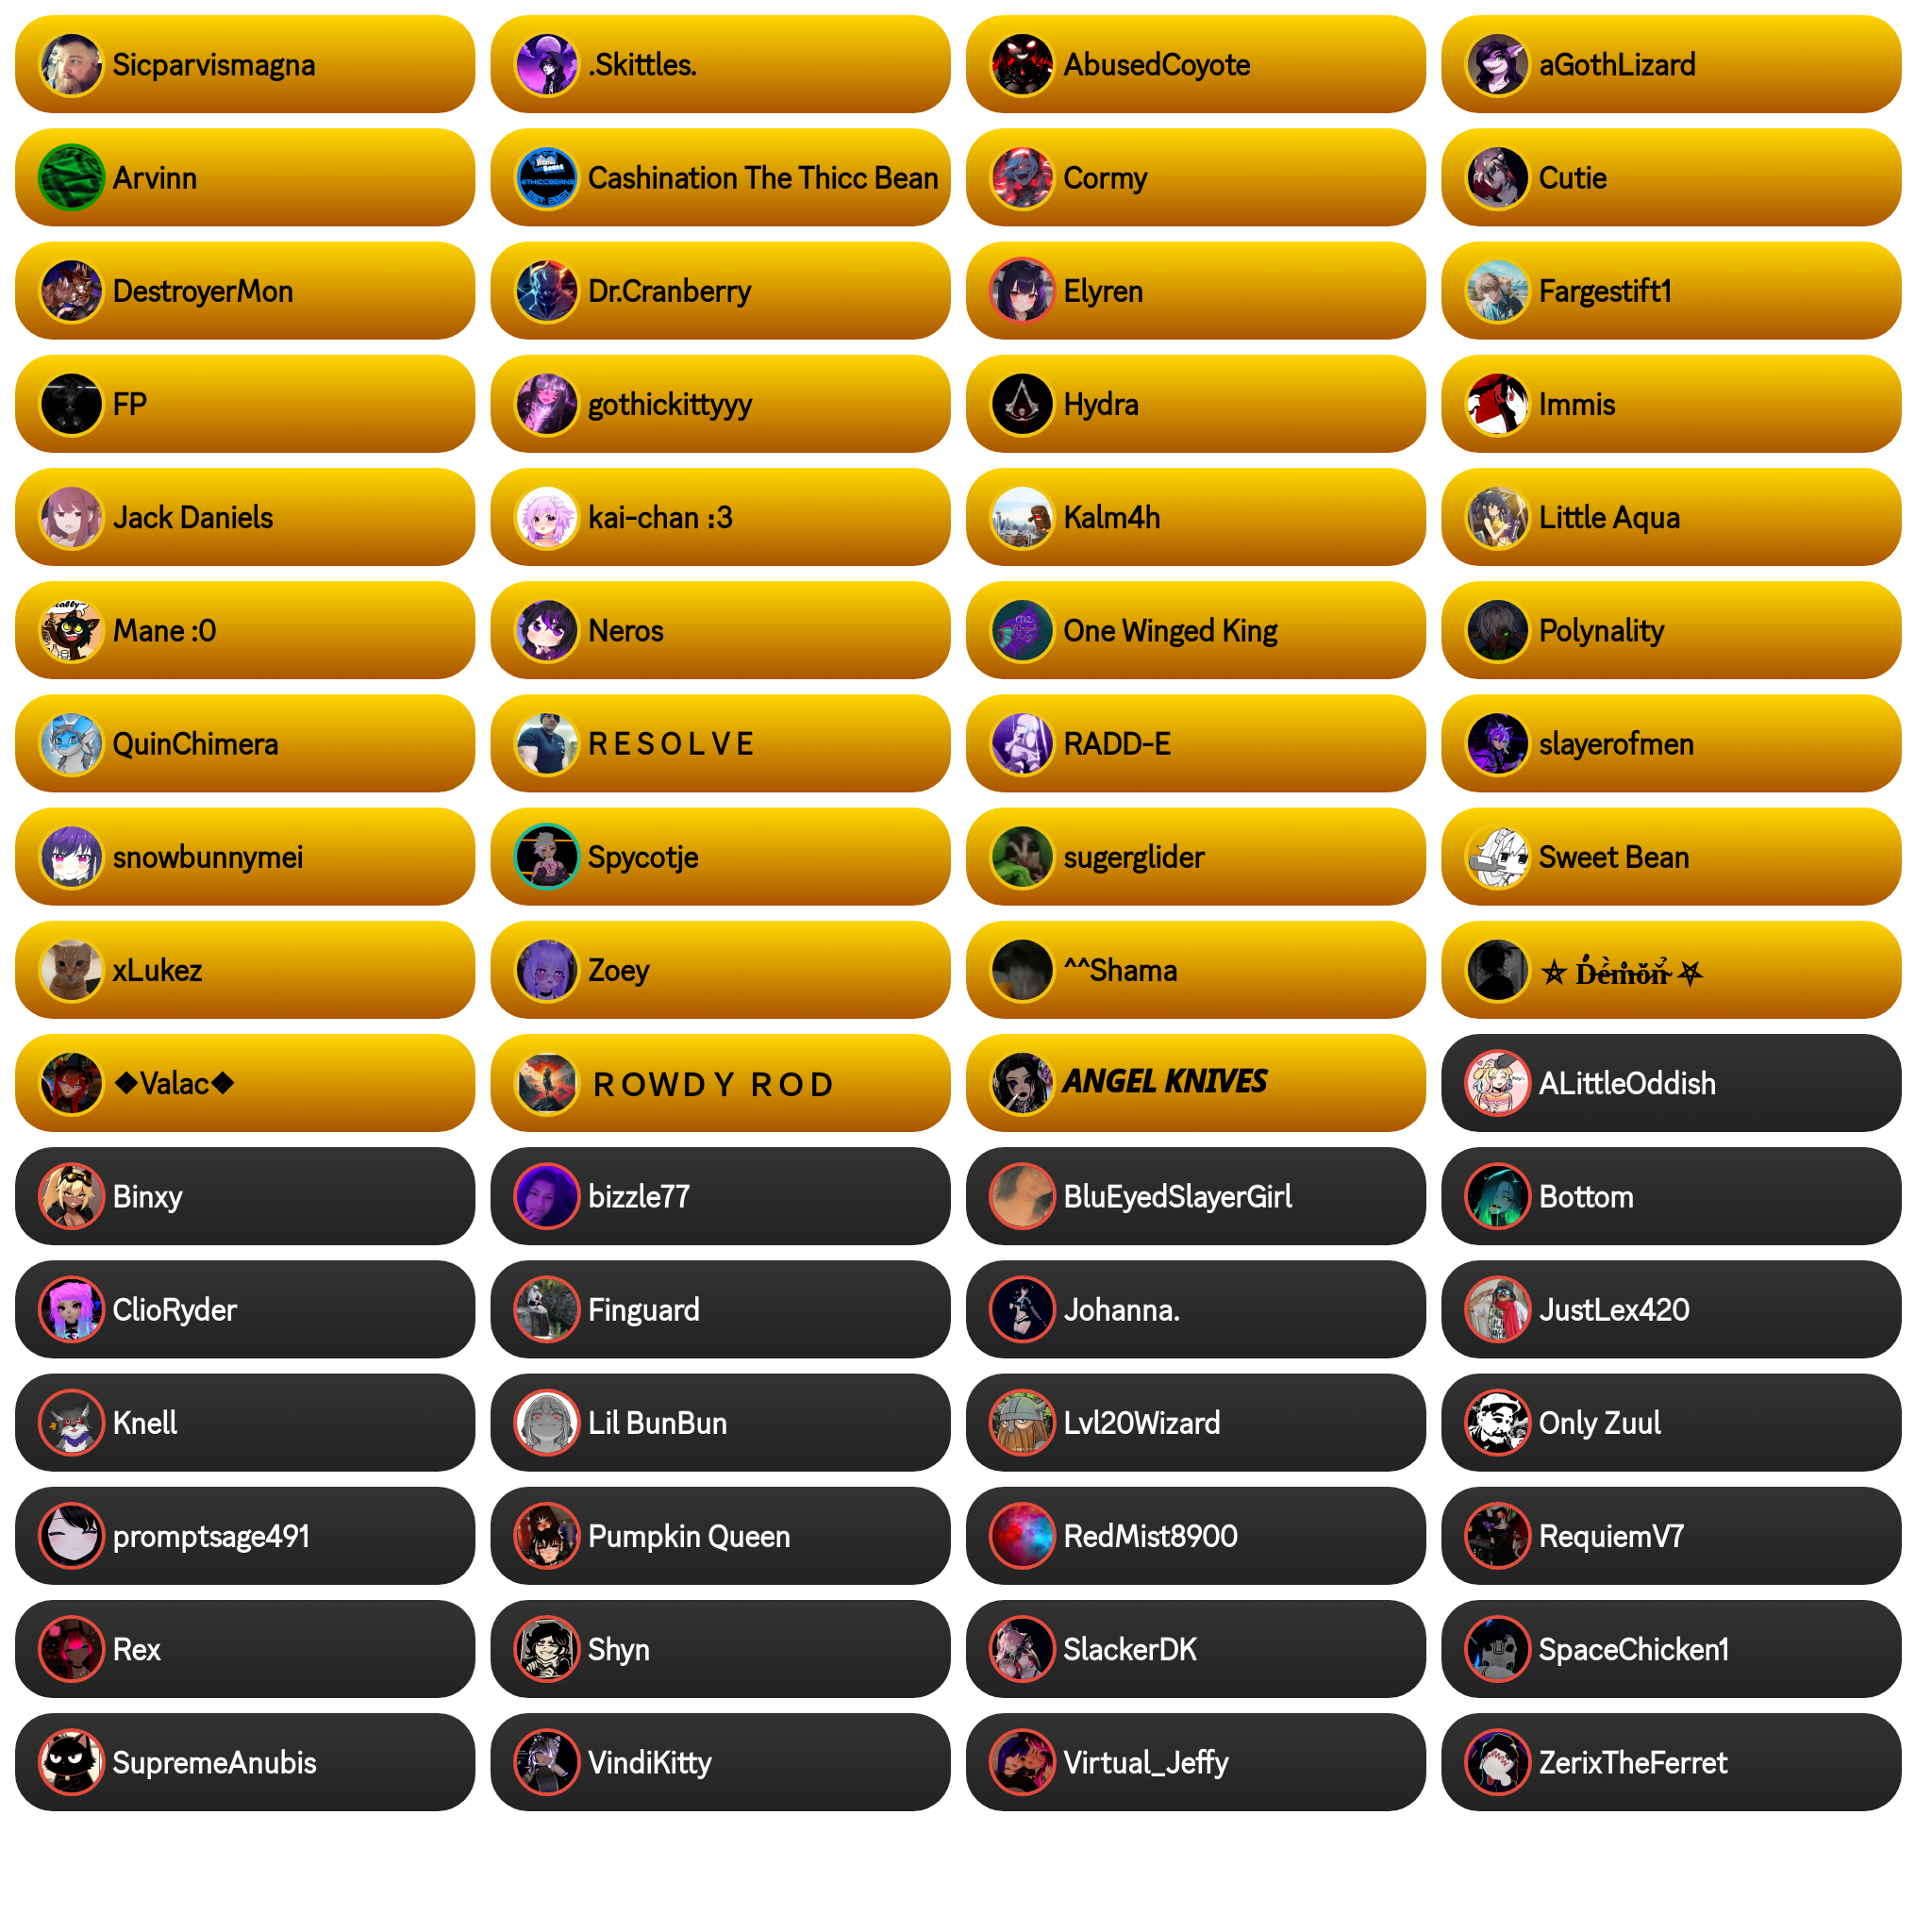 Sicparvismagna
.Skittles.
AbusedCoyote
aGothLizard
Arvinn
Cashination The Thicc Bean
Cormy
Cutie
DestroyerMon
Dr.Cranberry
Elyren
Fargestift1
FP
gothickittyyy
Hydra
Immis
Jack Daniels
kai-chan :3
Kalm4h
Little Aqua
Mane :0
Neros
One Winged King
Polynality
QuinChimera
R E S O L V E
RADD-E
slayerofmen
snowbunnymei
Spycotje
sugerglider
Sweet Bean
xLukez
Zoey
^^Shama
⛤ Dèmon ⛧
❖Valac❖
ＲＯＷＤＹ ＲＯＤ
ANGEL KNIVES
ALittleOddish
Binxy
bizzle77
BluEyedSlayerGirl
Bottom
ClioRyder
Finguard
Johanna.
JustLex420
Knell
Lil BunBun
Lvl20Wizard
Only Zuul
promptsage491
Pumpkin Queen
RedMist8900
RequiemV7
Rex
Shyn
SlackerDK
SpaceChicken1
SupremeAnubis
VindiKitty
Virtual_Jeffy
ZerixTheFerret